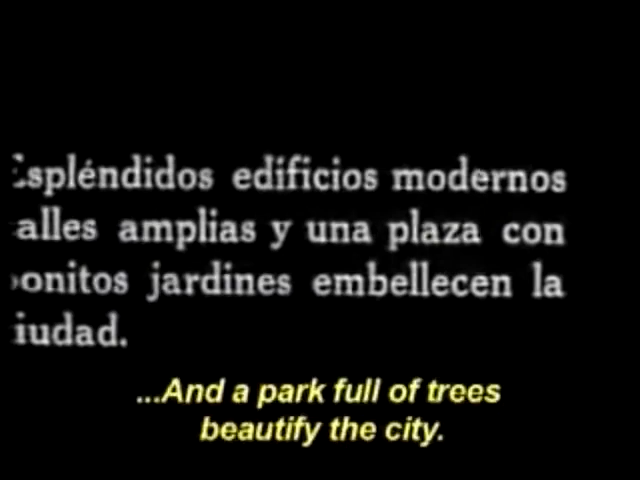 Espléndidos edificios modernos
alles amplias y una plaza con
onitos jardines embellecen la
iudad.
...And a park full of trees
beautify the city.